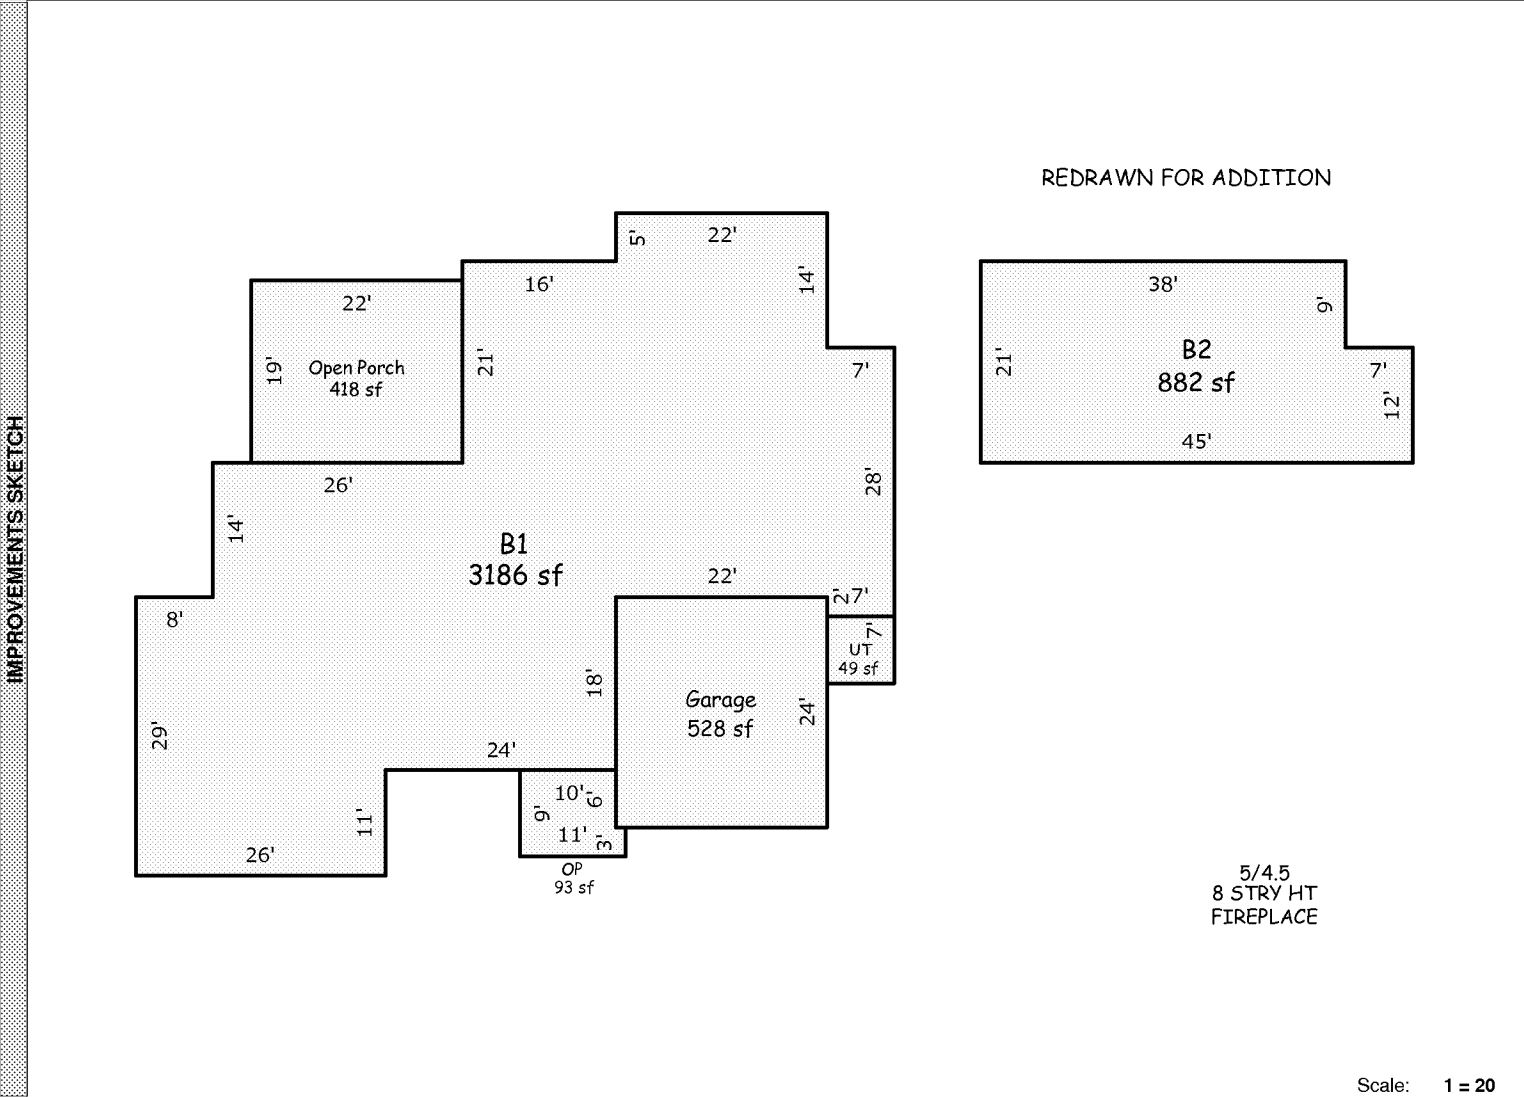 IMPROVEMENTS SKETCH
REDRAWN FOR ADDITION
5'
22'
14'
16'
22'
19'
Open Porch
418 sf
21'
7'
28'
26'
14'
B1
3186 sf
22'
2'
7'
8'
29'
18'
7'
UT
49 sf
Garage
528 sf
24'
24'
11'
26'
10'
6'
9'
11'
3'
OP
93 sf
38'
9'
21'
B2
882 sf
7'
12'
45'
5/4.5
8 STRY HT
FIREPLACE
Scale: 1 = 20